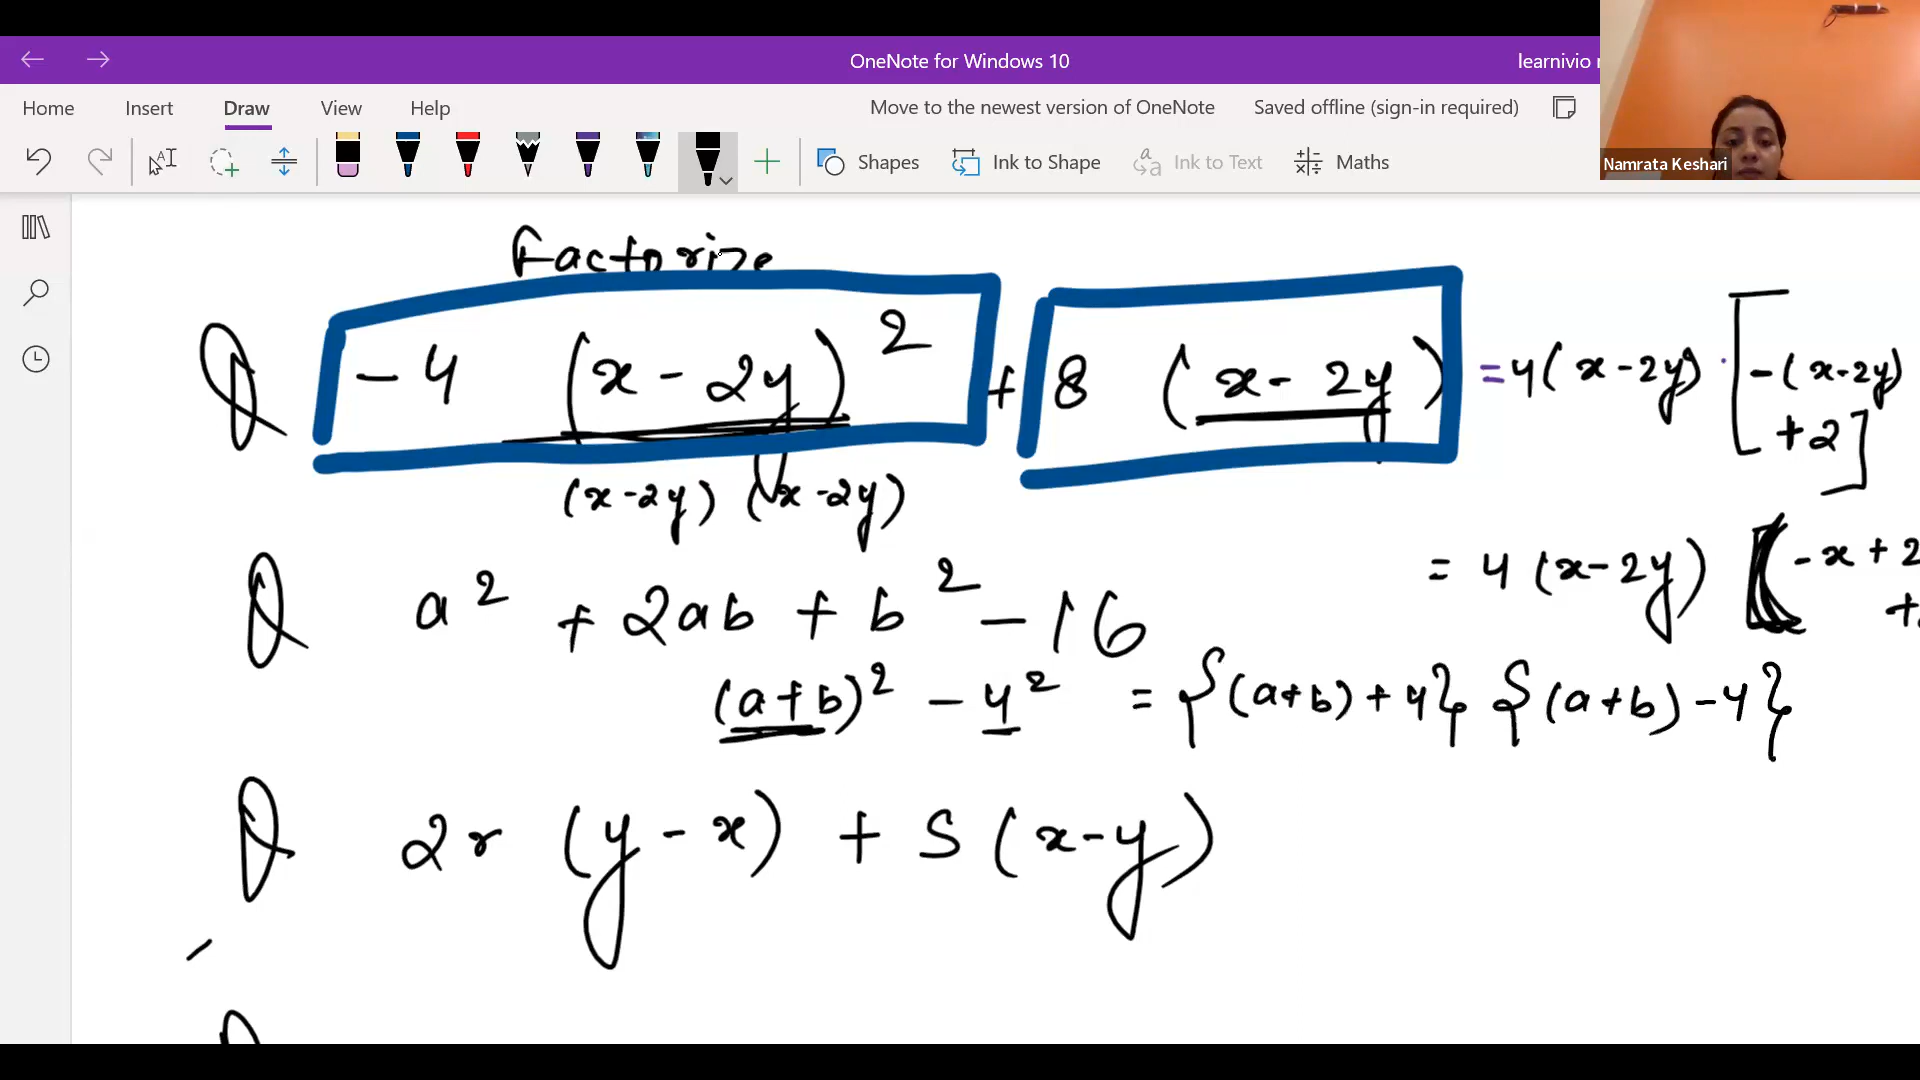 OneNote for Windows 10
learnivio
Home Insert Draw View Help
Move to the newest version of OneNote Saved offline (sign-in required)
Shapes Ink to Shape Ink to Text Maths
Namrata Keshari
Factorize
Q -4 (x - 2y)² + 8 (x - 2y) = 4(x - 2y) · [-(x-2y)
+2]
(x-2y) (x-2y)
= 4 (x-2y) (-x + 2
Q a² + 2ab + b² - 16
(a+b)² - 4² = {(a+b) + 4} {(a+b) - 4}
Q 2r (y - x) + S (x-y)